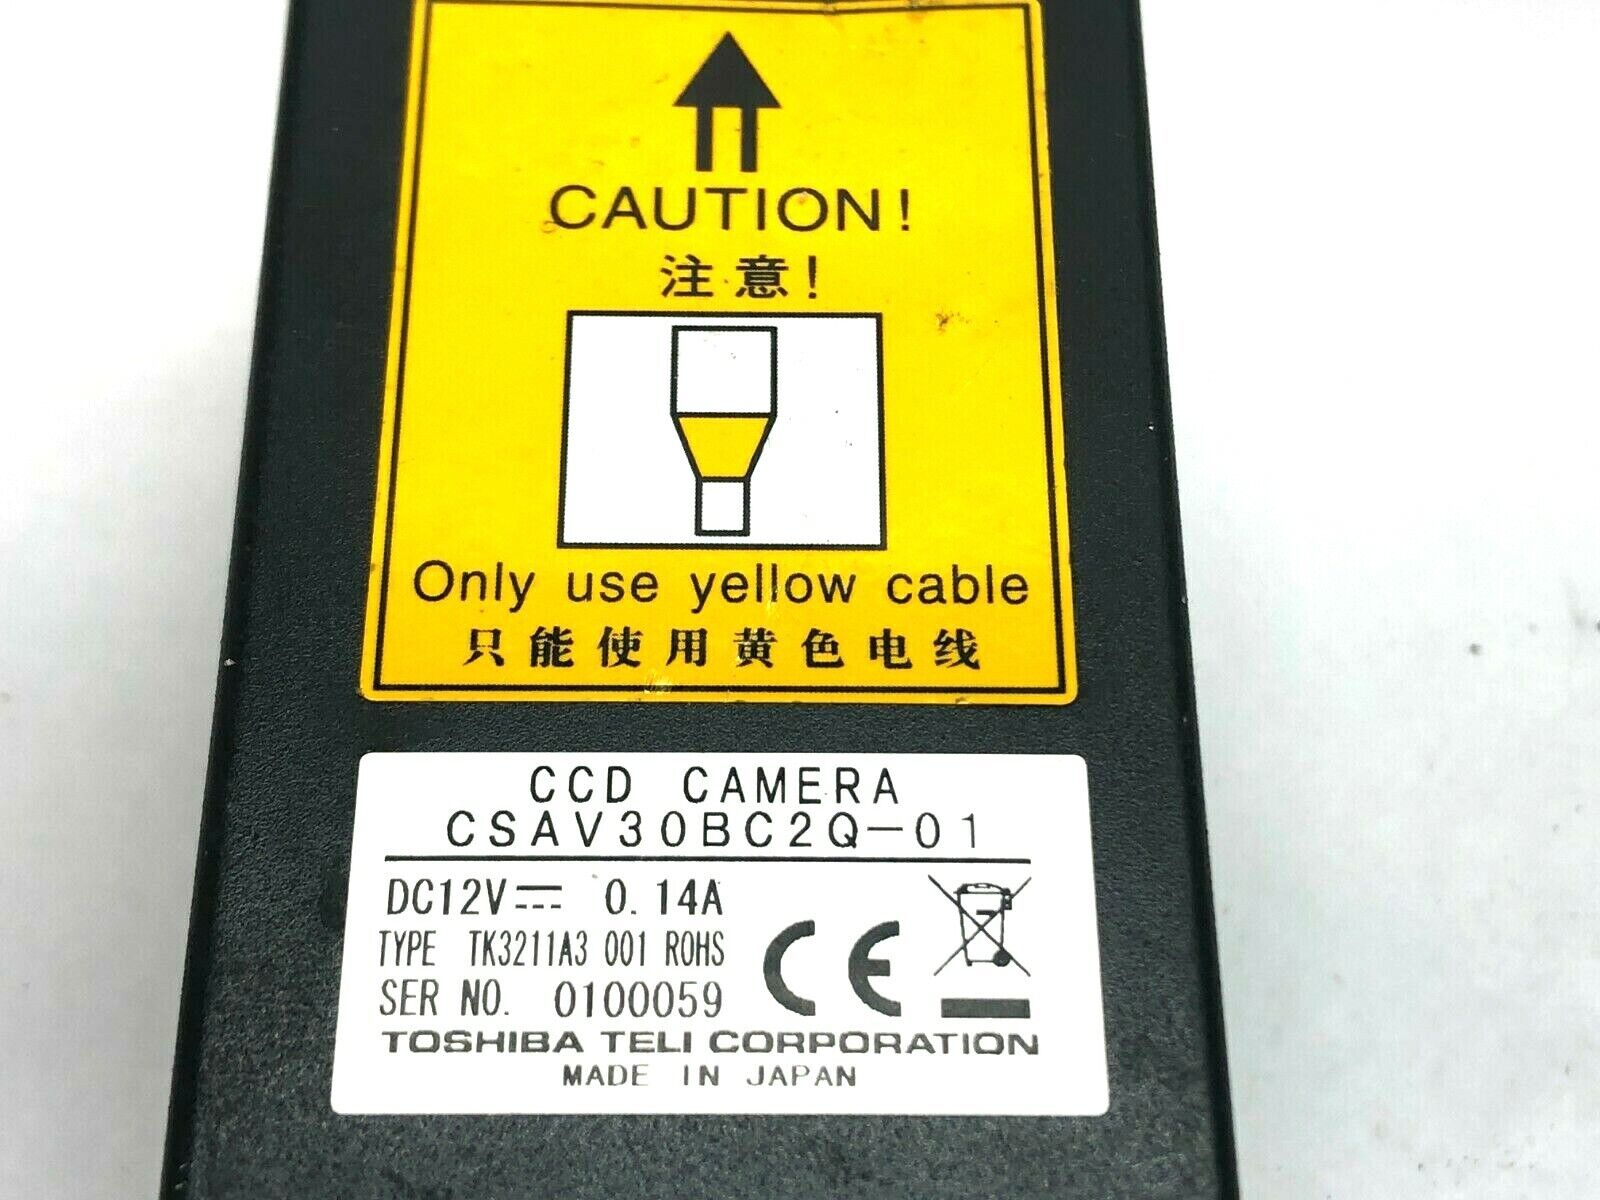 CAUTION!
注意!
Only use yellow cable
只能使用黄色电线
CCD CAMERA
CSAV30BC2Q-01
DC12V⎓ 0.14A
TYPE TK3211A3 001 ROHS
SER NO. 0100059
CE
TOSHIBA TELI CORPORATION
MADE IN JAPAN